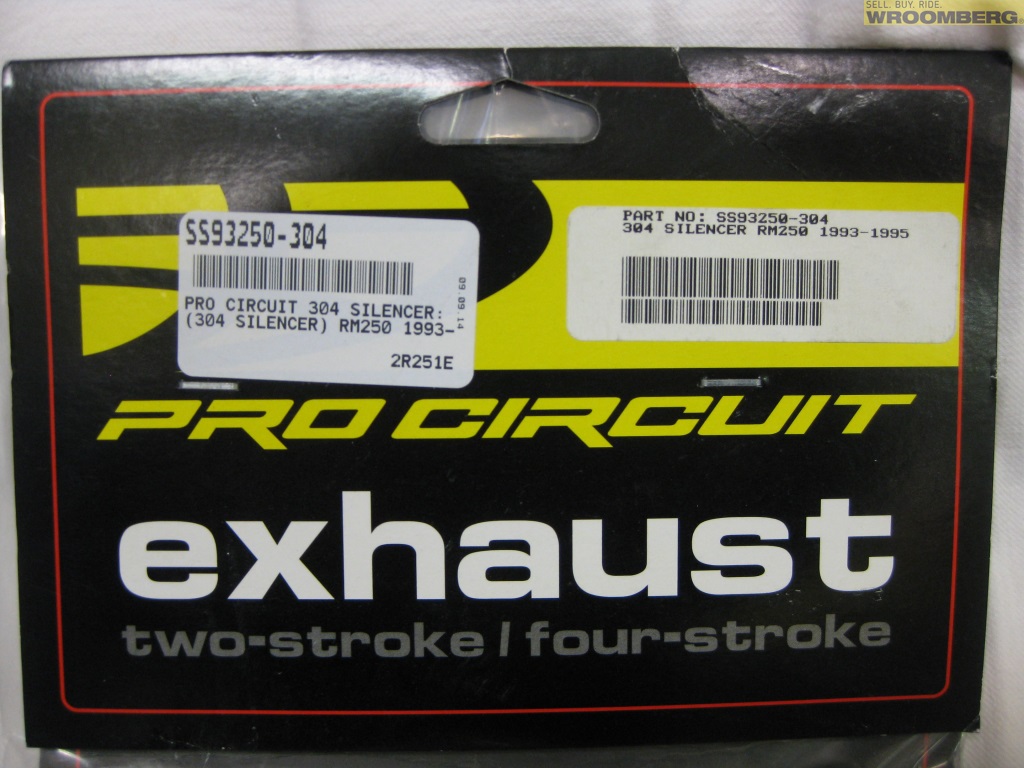 SELL. BUY. RIDE.
WROOMBERG
SS93250-304
09.09.14
PRO CIRCUIT 304 SILENCER:
(304 SILENCER) RM250 1993-
2R251E
PART NO: SS93250-304
304 SILENCER RM250 1993-1995
PRO CIRCUIT
exhaust
two-stroke / four-stroke